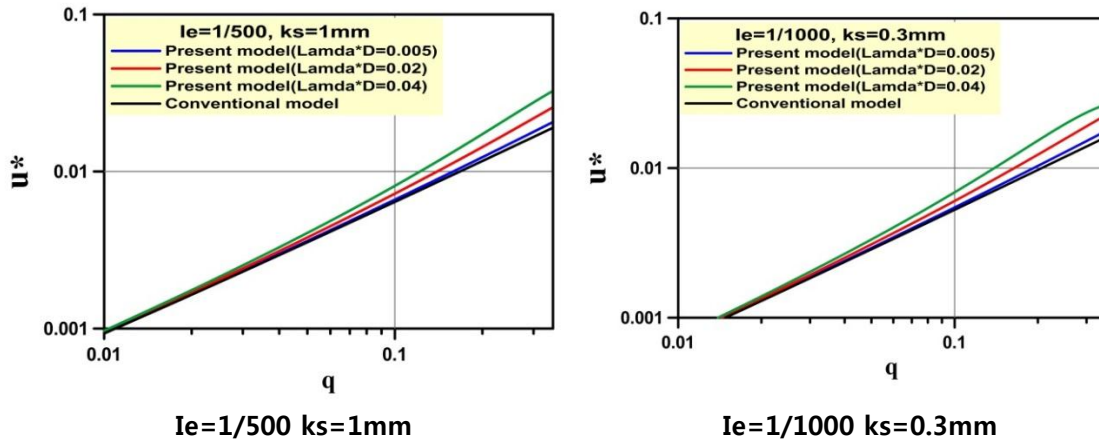 Ie=1/500, ks=1mm
Present model(Lamda*D=0.005)
Present model(Lamda*D=0.02)
Present model(Lamda*D=0.04)
Conventional model
0.1
0.01
0.001
u*
0.01
0.1
q
Ie=1/500 ks=1mm
Ie=1/1000, ks=0.3mm
Present model(Lamda*D=0.005)
Present model(Lamda*D=0.02)
Present model(Lamda*D=0.04)
Conventional model
0.1
0.01
0.001
u*
0.01
0.1
q
Ie=1/1000 ks=0.3mm